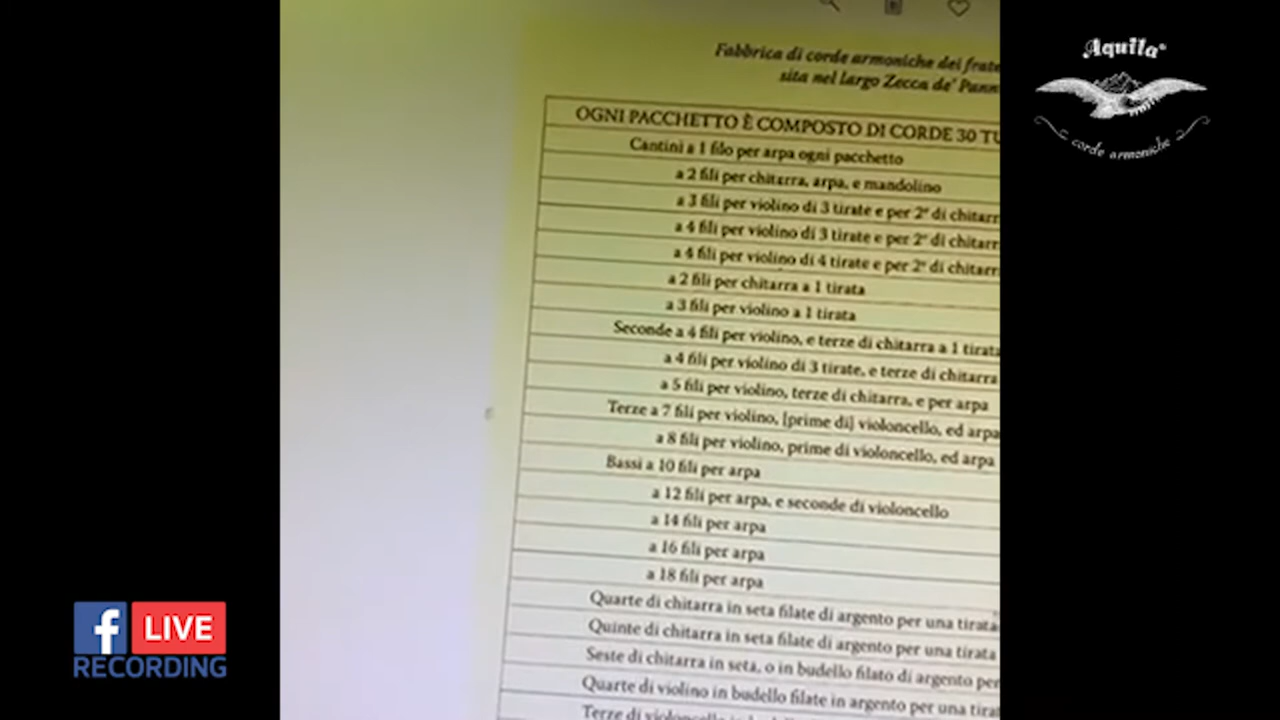 Fabbrica di corde armoniche dei frate
sita nel largo Zecca de' Pann
OGNI PACCHETTO È COMPOSTO DI CORDE 30 TU
Cantini a 1 filo per arpa ogni pacchetto
a 2 fili per chitarra, arpa, e mandolino
a 3 fili per violino di 3 tirate e per 2ª di chitarr
a 4 fili per violino di 3 tirate e per 2ª di chitarr
a 4 fili per violino di 4 tirate e per 2ª di chitarr
a 2 fili per chitarra a 1 tirata
a 3 fili per violino a 1 tirata
Seconde a 4 fili per violino, e terze di chitarra a 1 tirata
a 4 fili per violino di 3 tirate, e terze di chitarra
a 5 fili per violino, terze di chitarra, e per arpa
Terze a 7 fili per violino, [prime di] violoncello, ed arpa
a 8 fili per violino, prime di violoncello, ed arpa
Bassi a 10 fili per arpa
a 12 fili per arpa, e seconde di violoncello
a 14 fili per arpa
a 16 fili per arpa
a 18 fili per arpa
Quarte di chitarra in seta filate di argento per una tirata
Quinte di chitarra in seta filate di argento per una tirata
Seste di chitarra in seta, o in budello filato di argento per
Quarte di violino in budello filate in argento per una tirat
Terze di violoncello in
Aquila®
corde armoniche
f LIVE
RECORDING